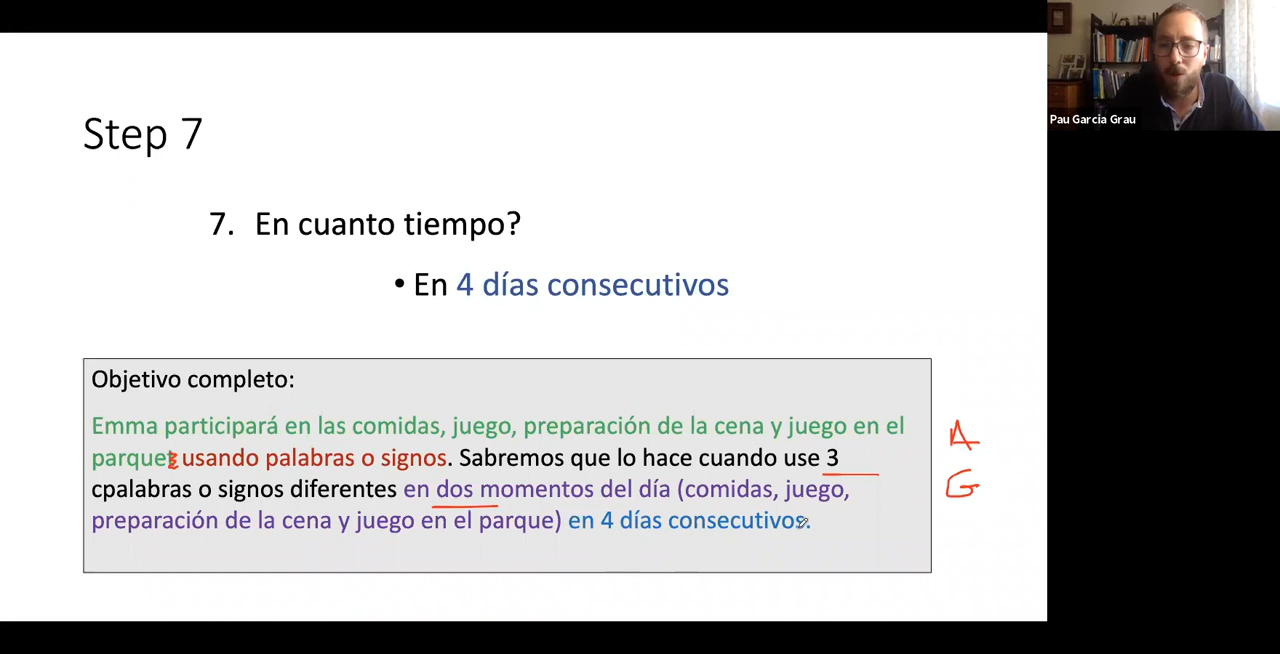 Step 7
7. En cuanto tiempo?
• En 4 días consecutivos
Objetivo completo:
Emma participará en las comidas, juego, preparación de la cena y juego en el
parque usando palabras o signos. Sabremos que lo hace cuando use 3
cpalabras o signos diferentes en dos momentos del día (comidas, juego,
preparación de la cena y juego en el parque) en 4 días consecutivos.
A
G
Pau García Grau